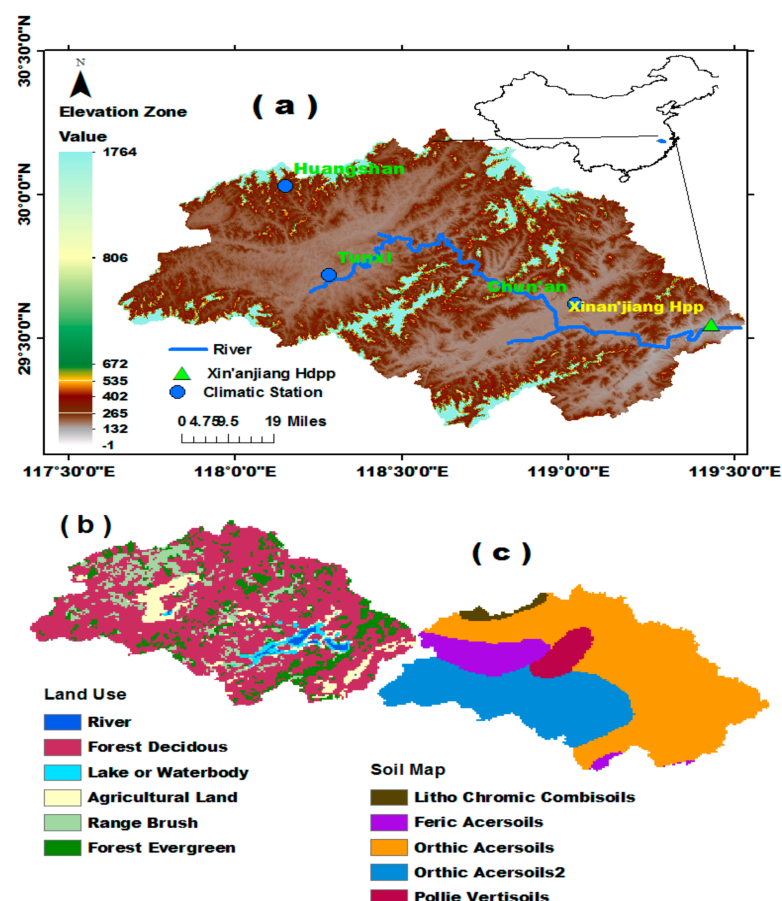 30°30'0"N
30°0'0"N
29°30'0"N
N
( a )
Elevation Zone
Value
1764
806
672
535
402
265
132
-1
Huangshan
Tunxi
Chun'an
Xinan'jiang Hpp
River
Xin'anjiang Hdpp
Climatic Station
0 4.75 9.5 19 Miles
117°30'0"E
118°0'0"E
118°30'0"E
119°0'0"E
119°30'0"E
( b )
( c )
Land Use
River
Forest Decidous
Lake or Waterbody
Agricultural Land
Range Brush
Forest Evergreen
Soil Map
Litho Chromic Combisoils
Feric Acersoils
Orthic Acersoils
Orthic Acersoils2
Pollie Vertisoils